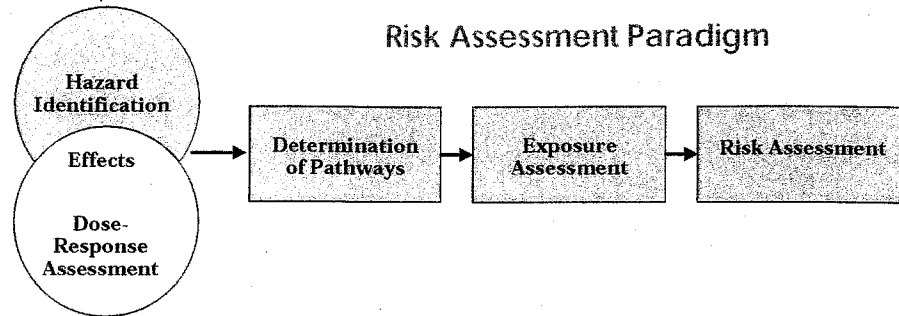 Risk Assessment Paradigm
Hazard
Identification
Effects
Dose-
Response
Assessment
Determination
of Pathways
Exposure
Assessment
Risk Assessment